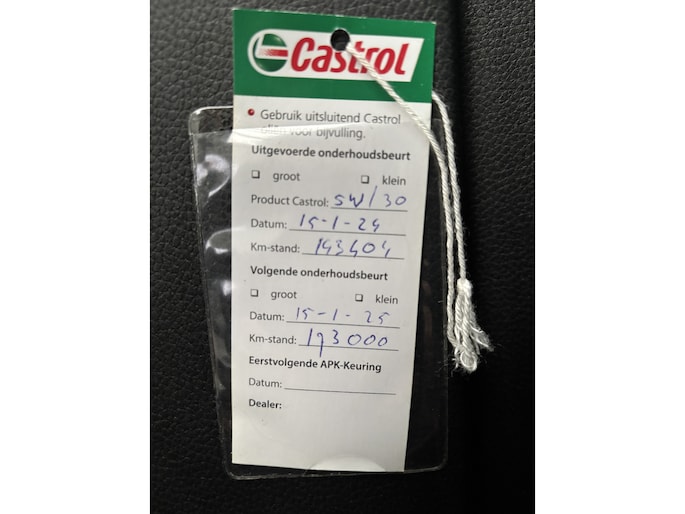 Castrol
Gebruik uitsluitend Castrol
voor bijvulling.
Uitgevoerde onderhoudsbeurt
groot klein
Product Castrol: 5W/30
Datum: 15-1-24
Km-stand: 143404
Volgende onderhoudsbeurt
groot klein
Datum: 15-1-25
Km-stand: 173000
Eerstvolgende APK-Keuring
Datum:
Dealer: